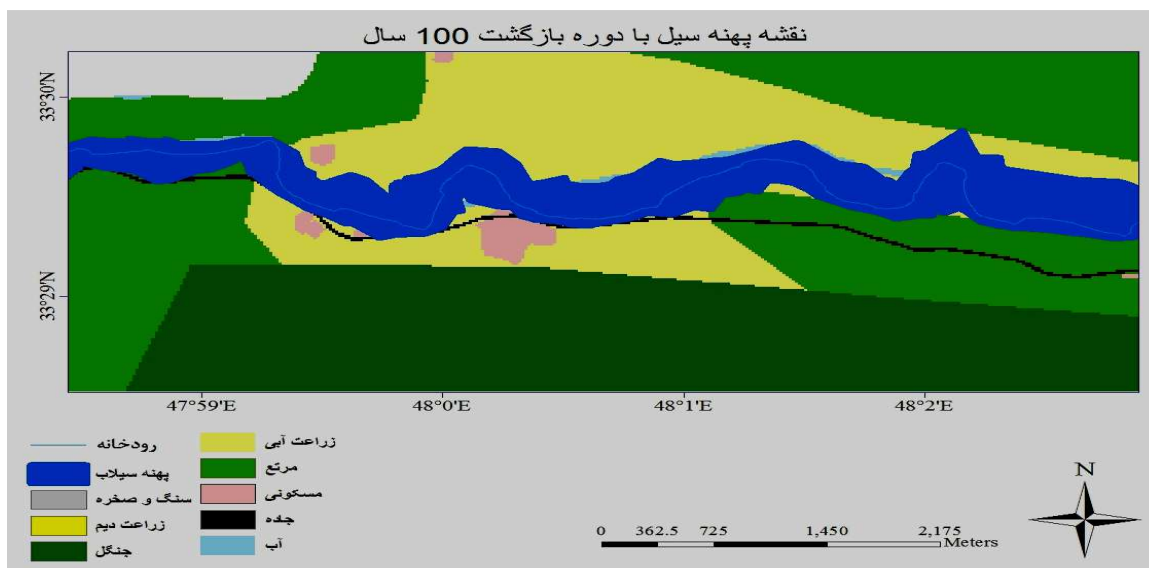 نقشه پهنه سیل با دوره بازگشت 100 سال
33°30'N
33°29'N
47°59'E
48°0'E
48°1'E
48°2'E
رودخانه
پهنه سیلاب
سنگ و صخره
زراعت دیم
جنگل
زراعت آبی
مرتع
مسکونی
جاده
آب
0 362.5 725 1,450 2,175
Meters
N